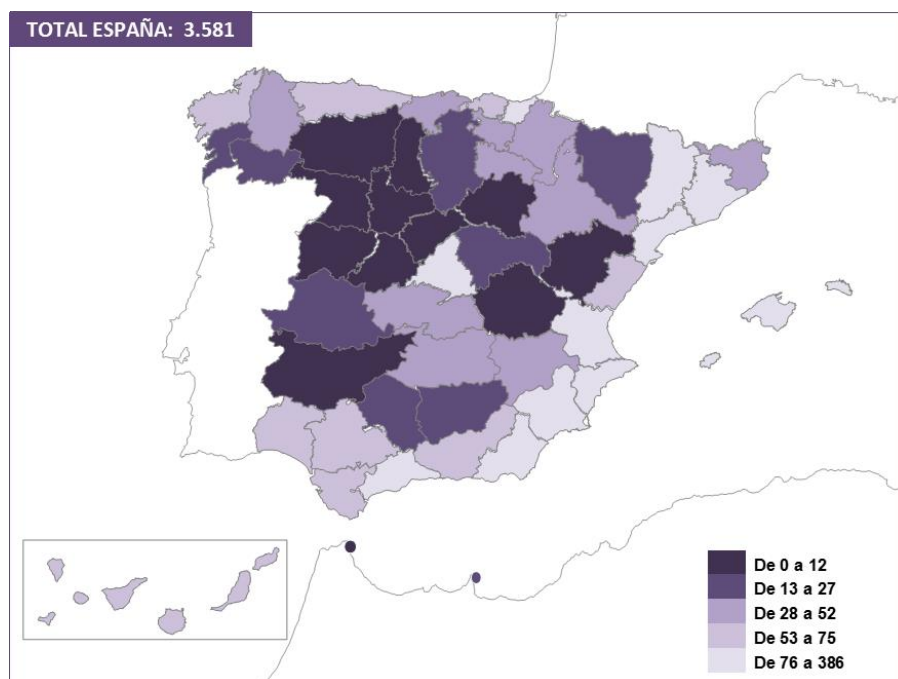 TOTAL ESPAÑA: 3.581
De 0 a 12
De 13 a 27
De 28 a 52
De 53 a 75
De 76 a 386